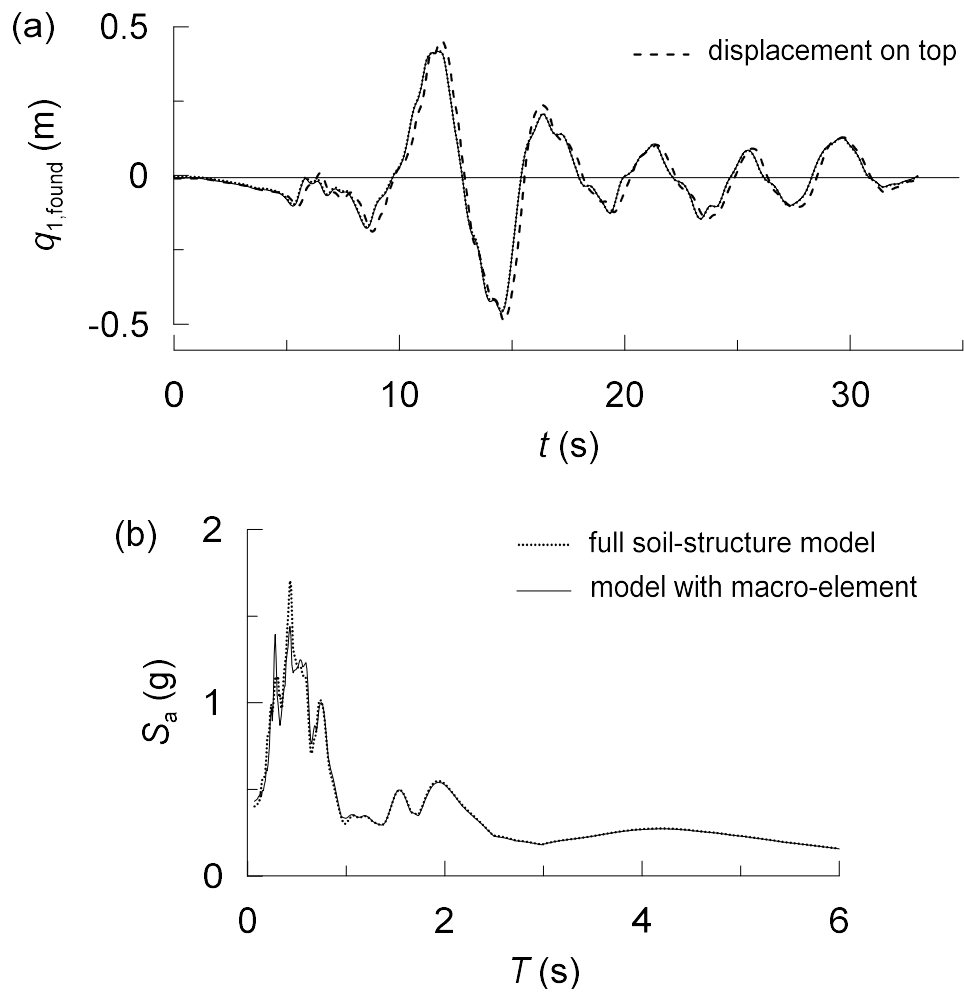 (a)
0.5
displacement on top
q1,found (m)
0
-0.5
0 10 20 30
t (s)
(b)
2
full soil-structure model
model with macro-element
Sa (g)
1
0
0 2 4 6
T (s)